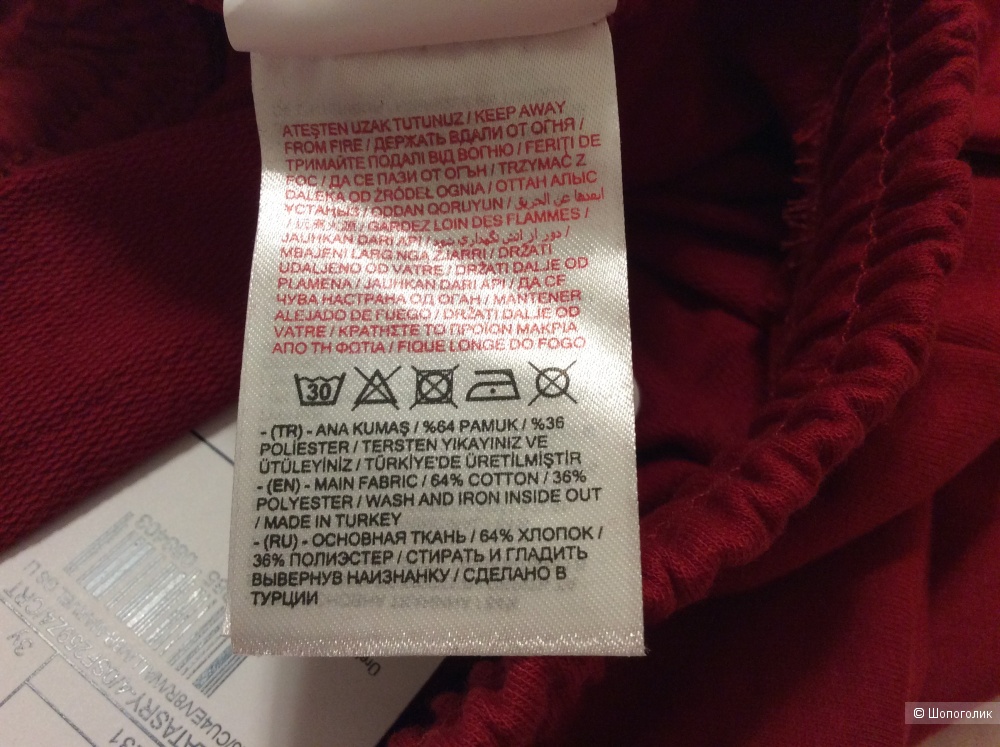 ATEŞTEN UZAK TUTUNUZ / KEEP AWAY
FROM FIRE / ДЕРЖАТЬ ВДАЛИ ОТ ОГНЯ /
ТРИМАЙТЕ ПОДАЛІ ВІД ВОГНЮ / FERITI DE
FOC / ДА СЕ ПАЗИ ОТ ОГЪН / TRZYMAĆ Z
DALEKA OD ŹRÓDEŁ OGNIA / ОТТАН АЛЫС
ҰСТАҢЫЗ / ODDAN QORUYUN / ابعدها عن الحريق
/ GARDEZ LOIN DES FLAMMES /
JAUHKAN DARI API / دور از آتش نگهداری شود /
MBAJENI LARG NGA ZJARRI / DRŽATI
UDALJENO OD VATRE / DRŽATI DALJE OD
PLAMENA / JAUHKAN DARI API / ДА СЕ
ЧУВА НАСТРАНА ОД ОГАН / MANTENER
ALEJADO DE FUEGO / DRŽATI DALJE OD
VATRE / ΚΡΑΤΗΣΤΕ ΤΟ ΠΡΟΪΟΝ ΜΑΚΡΙΑ
ΑΠΟ ΤΗ ΦΩΤΙΑ / FIQUE LONGE DO FOGO
30
- (TR) - ANA KUMAŞ / %64 PAMUK / %36
POLİESTER / TERSTEN YIKAYINIZ VE
ÜTÜLEYİNİZ / TÜRKİYE'DE ÜRETİLMİŞTİR
- (EN) - MAIN FABRIC / 64% COTTON / 36%
POLYESTER / WASH AND IRON INSIDE OUT
/ MADE IN TURKEY
- (RU) - ОСНОВНАЯ ТКАНЬ / 64% ХЛОПОК /
36% ПОЛИЭСТЕР / СТИРАТЬ И ГЛАДИТЬ
ВЫВЕРНУВ НАИЗНАНКУ / СДЕЛАНО В
ТУРЦИИ
© Шопоголик